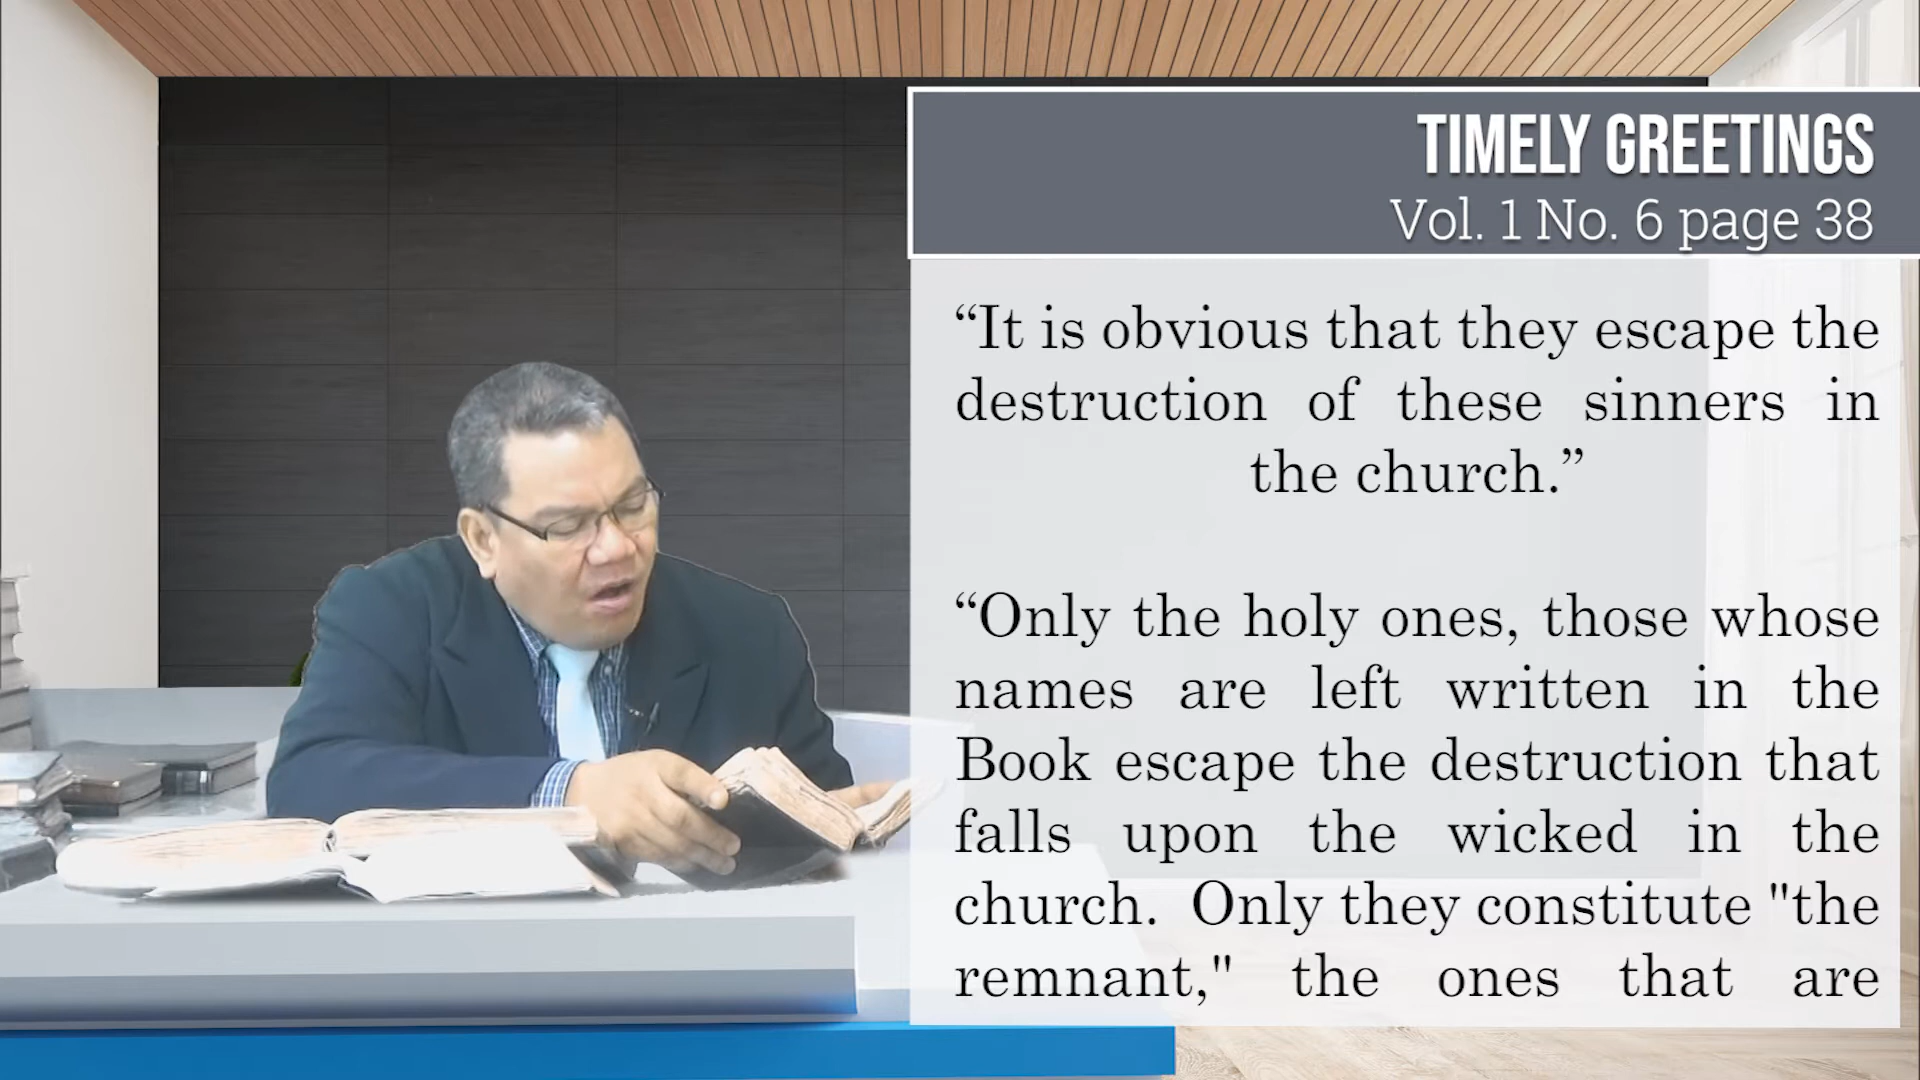 TIMELY GREETINGS
Vol. 1 No. 6 page 38
“It is obvious that they escape the
destruction of these sinners in
the church.”
“Only the holy ones, those whose
names are left written in the
Book escape the destruction that
falls upon the wicked in the
church. Only they constitute "the
remnant," the ones that are